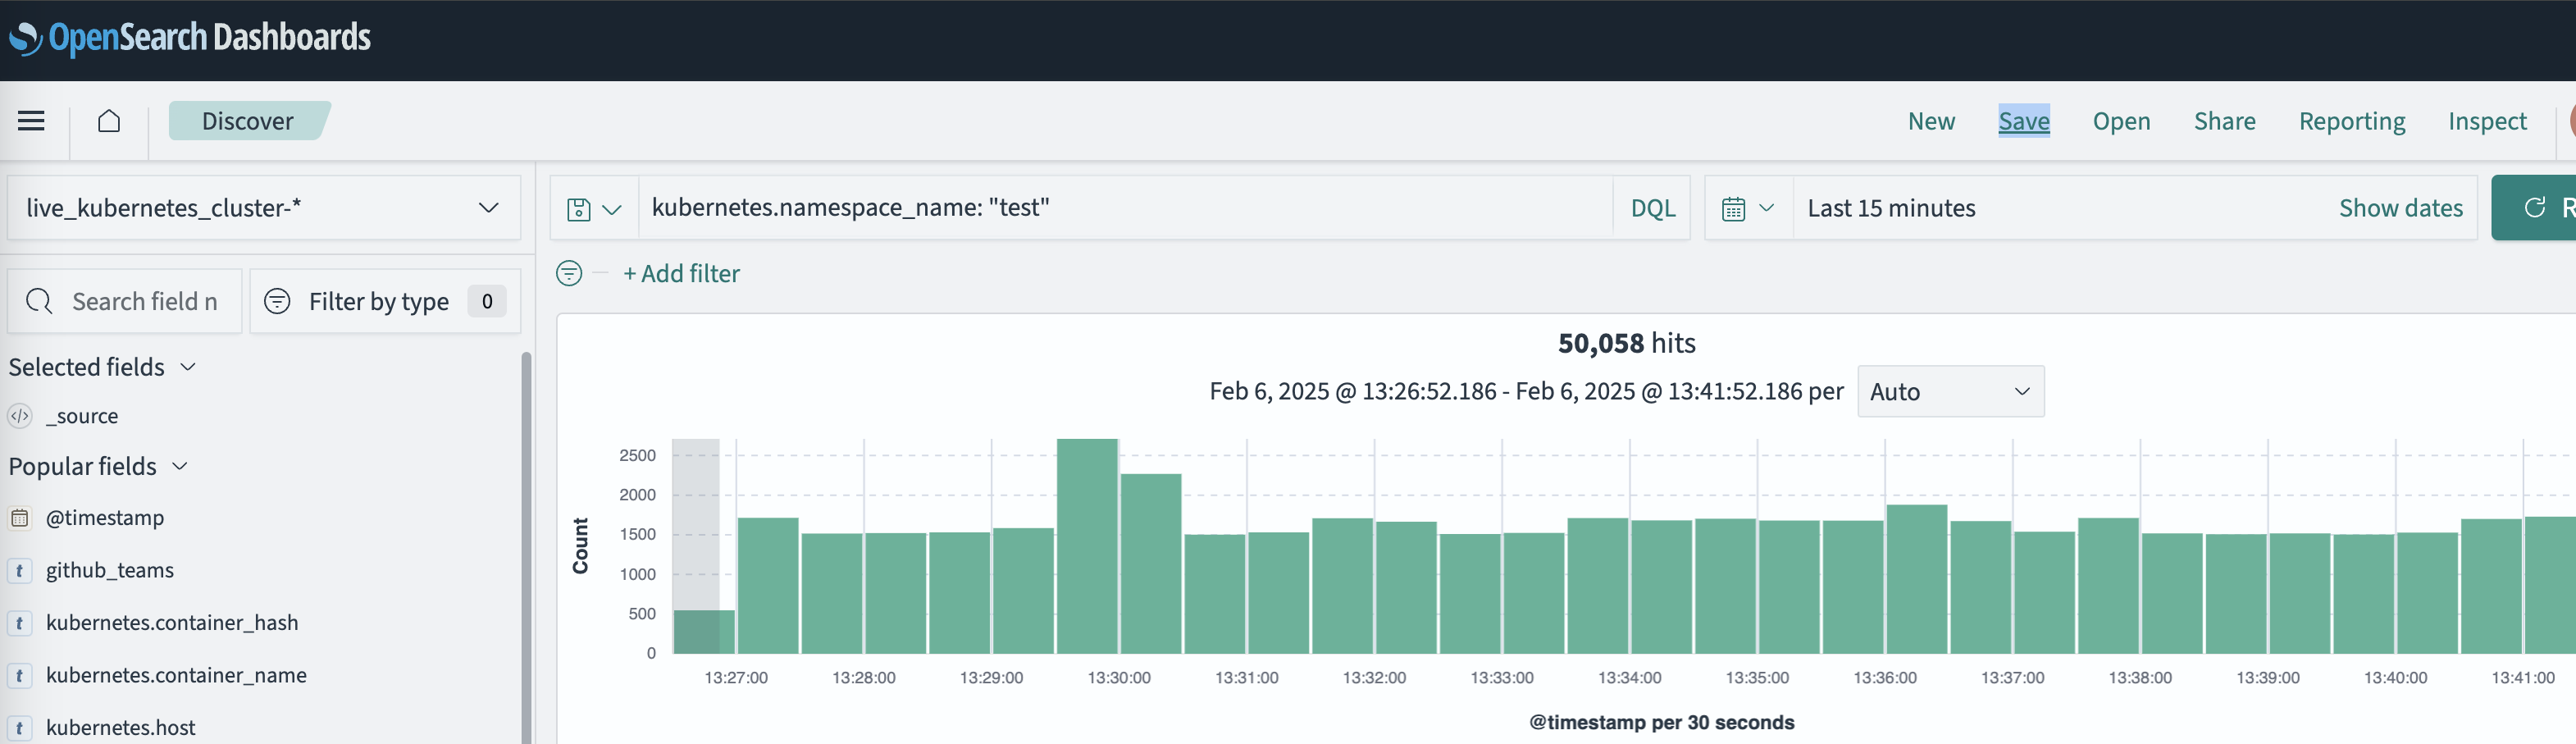 OpenSearch Dashboards
Discover
New Save Open Share Reporting Inspect
live_kubernetes_cluster-*
kubernetes.namespace_name: "test"
DQL
Last 15 minutes
Show dates
R
+ Add filter
Search field n
Filter by type 0
Selected fields
_source
Popular fields
@timestamp
t github_teams
t kubernetes.container_hash
t kubernetes.container_name
t kubernetes.host
50,058 hits
Feb 6, 2025 @ 13:26:52.186 - Feb 6, 2025 @ 13:41:52.186 per Auto
Count
2500
2000
1500
1000
500
0
13:27:00 13:28:00 13:29:00 13:30:00 13:31:00 13:32:00 13:33:00 13:34:00 13:35:00 13:36:00 13:37:00 13:38:00 13:39:00 13:40:00 13:41:00
@timestamp per 30 seconds